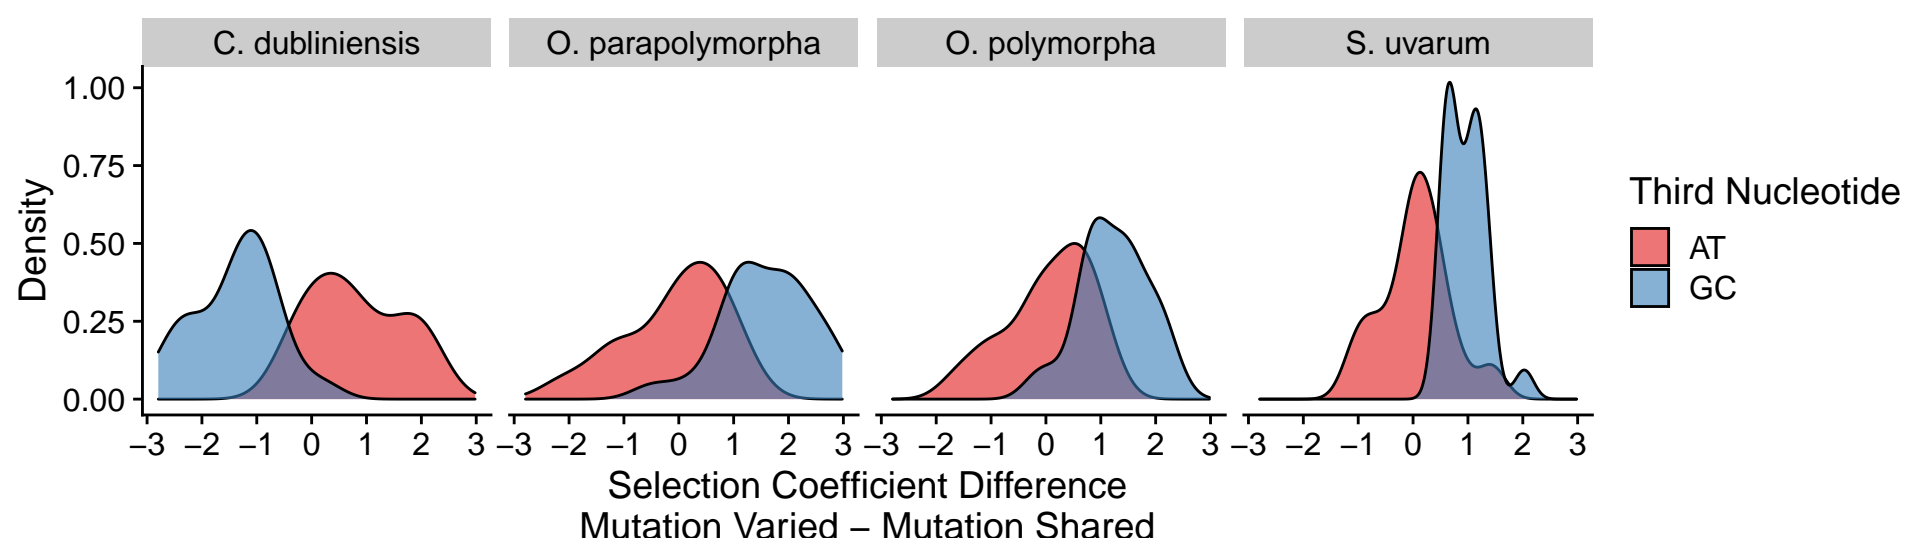 C. dubliniensis O. parapolymorpha O. polymorpha S. uvarum
1.00
0.75
0.50
0.25
0.00
Density
–3 –2 –1 0 1 2 3 –3 –2 –1 0 1 2 3 –3 –2 –1 0 1 2 3 –3 –2 –1 0 1 2 3
Selection Coefficient Difference
Mutation Varied – Mutation Shared
Third Nucleotide
AT
GC